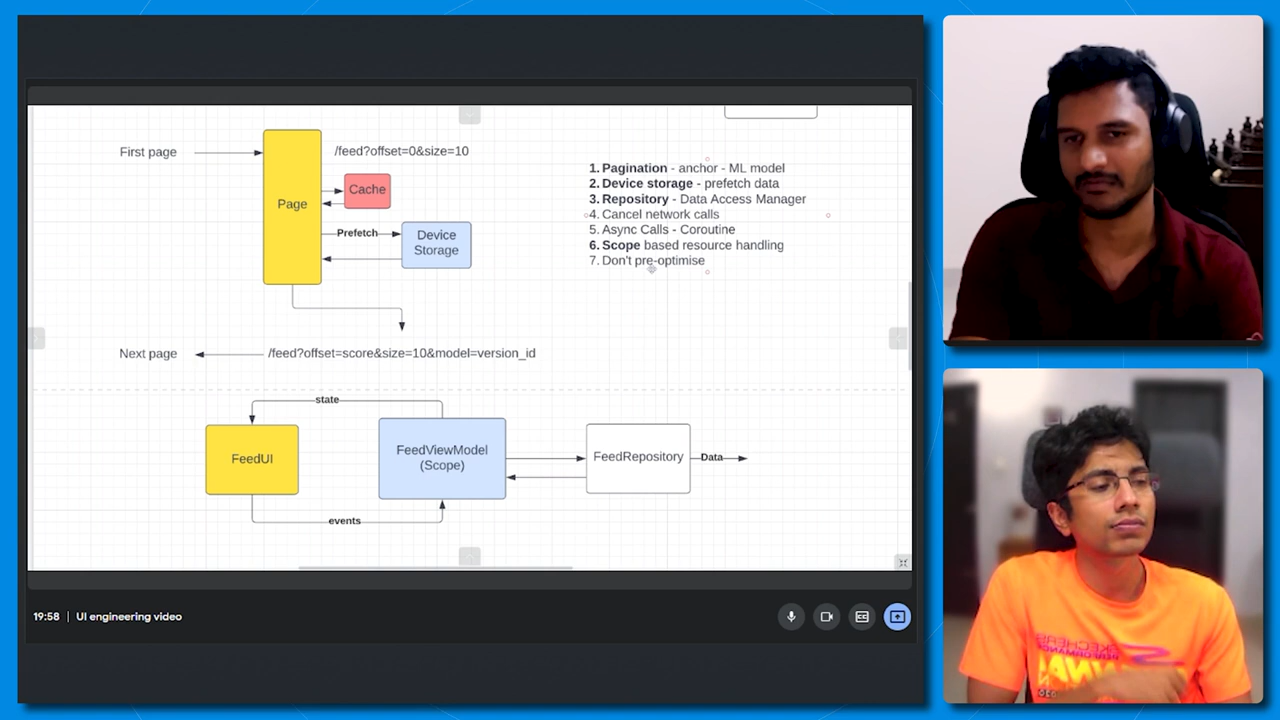 First page
/feed?offset=0&size=10
Cache
Page
Prefetch
Device
Storage
1. Pagination - anchor - ML model
2. Device storage - prefetch data
3. Repository - Data Access Manager
4. Cancel network calls
5. Async Calls - Coroutine
6. Scope based resource handling
7. Don't pre-optimise
Next page
/feed?offset=score&size=10&model=version_id
state
FeedUI
FeedViewModel
(Scope)
FeedRepository
Data
events
19:58 | UI engineering video
SKECHERS
PERFORMANCE